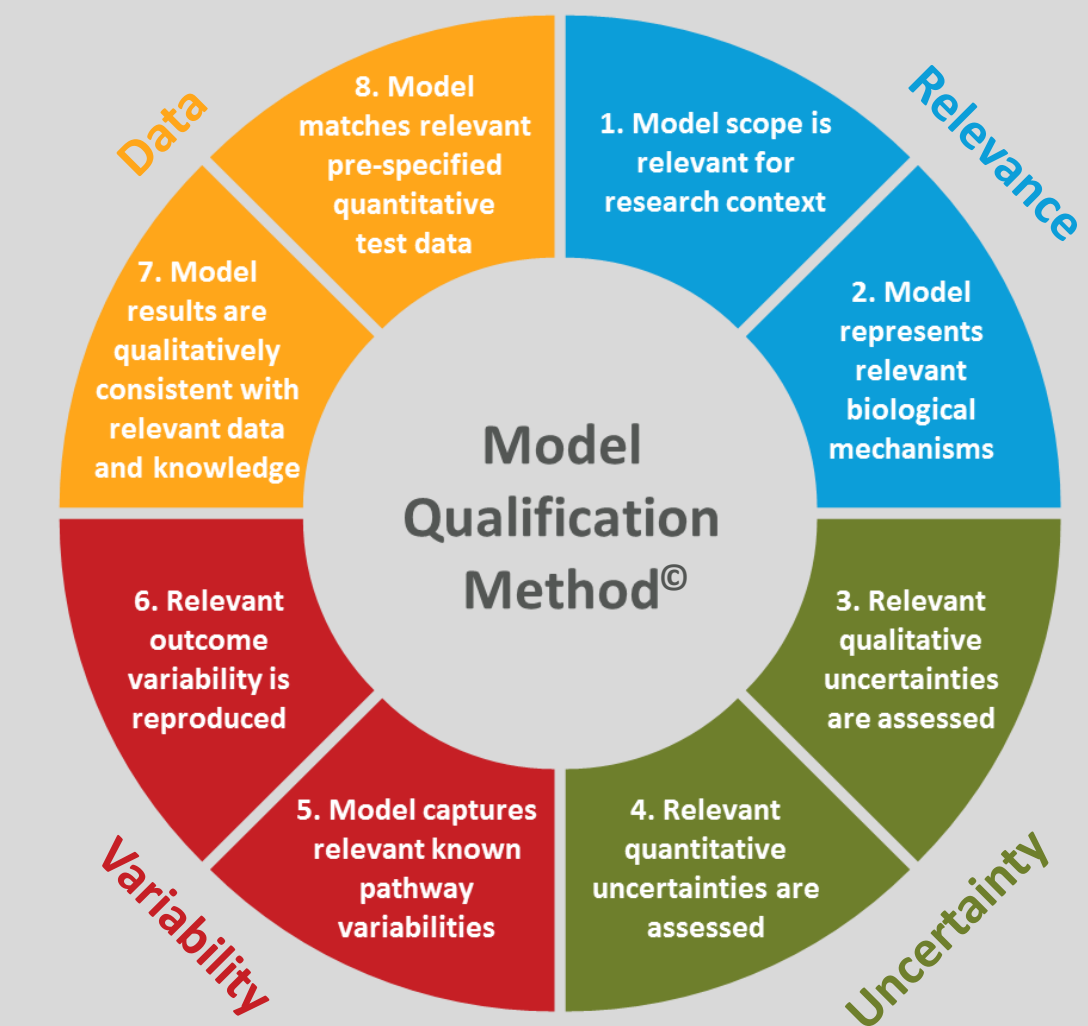 Model
Qualification
Method©
Relevance
1. Model scope is
relevant for
research context
2. Model
represents
relevant
biological
mechanisms
Uncertainty
3. Relevant
qualitative
uncertainties
are assessed
4. Relevant
quantitative
uncertainties are
assessed
Variability
5. Model captures
relevant known
pathway
variabilities
6. Relevant
outcome
variability is
reproduced
Data
7. Model
results are
qualitatively
consistent with
relevant data
and knowledge
8. Model
matches relevant
pre-specified
quantitative
test data